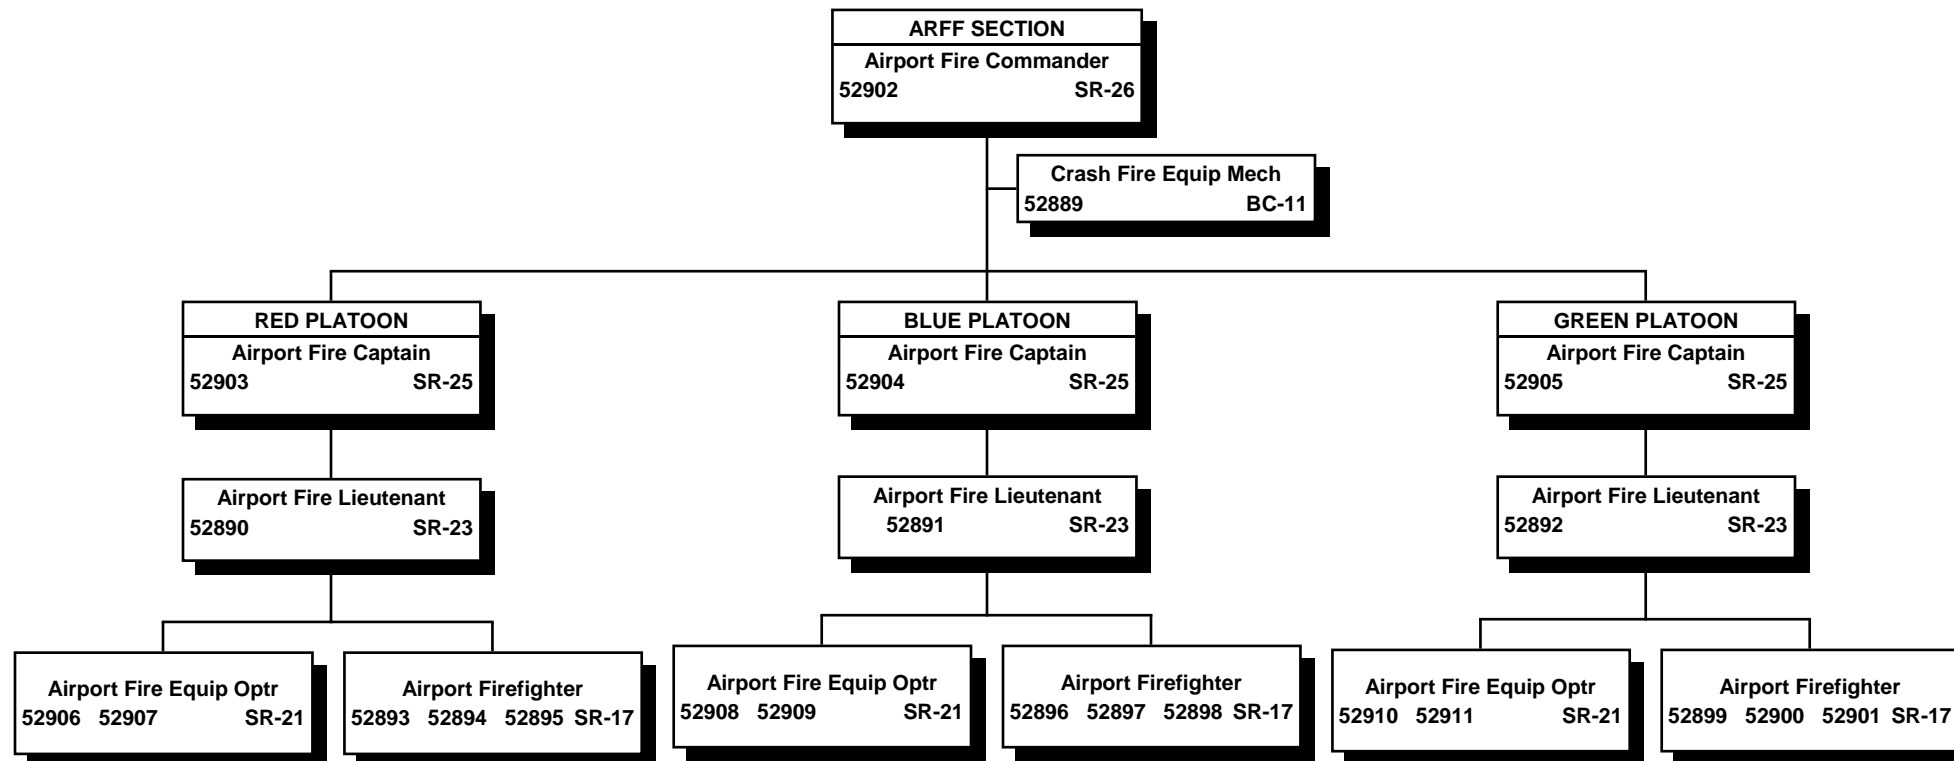 ARFF SECTION
Airport Fire Commander
52902 SR-26
Crash Fire Equip Mech
52889 BC-11
RED PLATOON
Airport Fire Captain
52903 SR-25
BLUE PLATOON
Airport Fire Captain
52904 SR-25
GREEN PLATOON
Airport Fire Captain
52905 SR-25
Airport Fire Lieutenant
52890 SR-23
Airport Fire Lieutenant
52891 SR-23
Airport Fire Lieutenant
52892 SR-23
Airport Fire Equip Optr
52906 52907 SR-21
Airport Firefighter
52893 52894 52895 SR-17
Airport Fire Equip Optr
52908 52909 SR-21
Airport Firefighter
52896 52897 52898 SR-17
Airport Fire Equip Optr
52910 52911 SR-21
Airport Firefighter
52899 52900 52901 SR-17